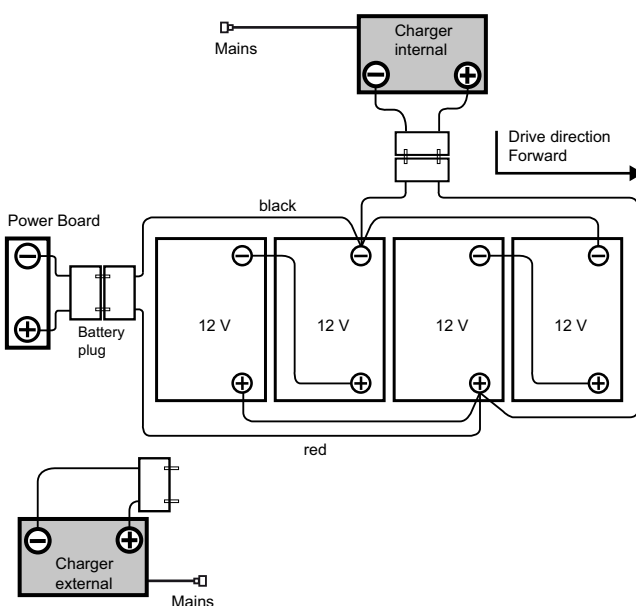 Charger
internal
Mains
Drive direction
Forward
black
Power Board
12 V
12 V
12 V
12 V
Battery
plug
red
Charger
external
Mains